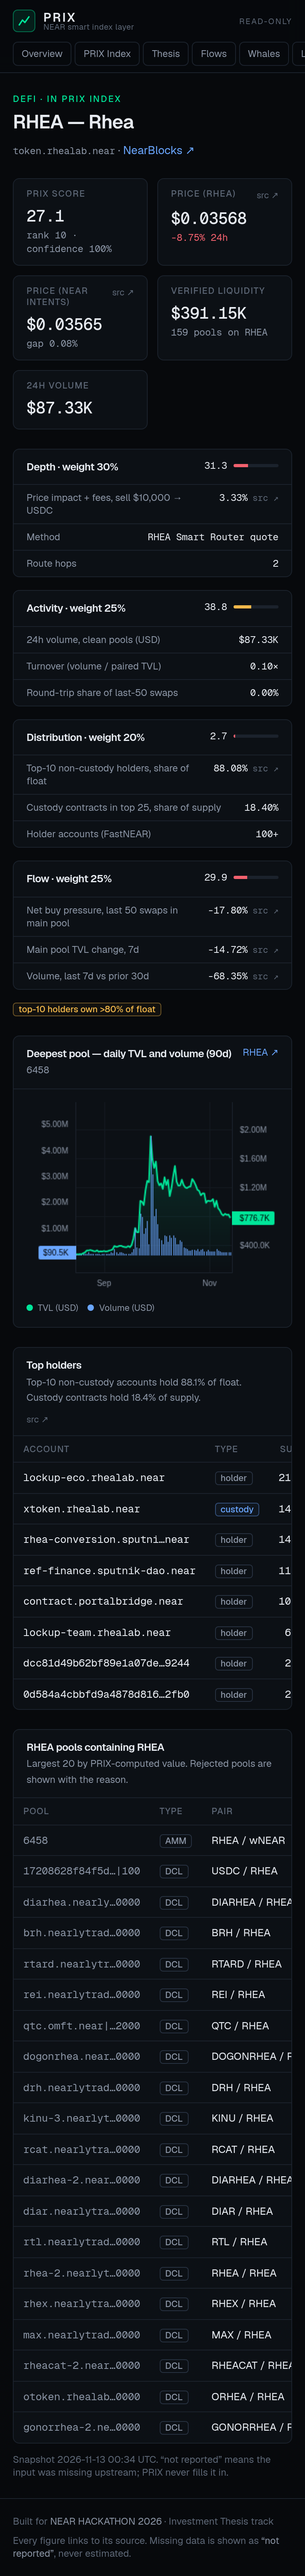 PRIX
NEAR smart index layer
READ-ONLY
Overview
PRIX Index
Thesis
Flows
Whales
DEFI · IN PRIX INDEX
RHEA — Rhea
token.rhealab.near · NearBlocks ↗
PRIX SCORE
27.1
rank 10 ·
confidence 100%
PRICE (RHEA)
src ↗
$0.03568
-8.75% 24h
PRICE (NEAR
INTENTS)
src ↗
$0.03565
gap 0.08%
VERIFIED LIQUIDITY
$391.15K
159 pools on RHEA
24H VOLUME
$87.33K
Depth · weight 30%
31.3
Price impact + fees, sell $10,000 →
USDC
3.33% src ↗
Method
RHEA Smart Router quote
Route hops
2
Activity · weight 25%
38.8
24h volume, clean pools (USD)
$87.33K
Turnover (volume / paired TVL)
0.10×
Round-trip share of last-50 swaps
0.00%
Distribution · weight 20%
2.7
Top-10 non-custody holders, share of
float
88.08% src ↗
Custody contracts in top 25, share of supply
18.40%
Holder accounts (FastNEAR)
100+
Flow · weight 25%
29.9
Net buy pressure, last 50 swaps in
main pool
-17.80% src ↗
Main pool TVL change, 7d
-14.72% src ↗
Volume, last 7d vs prior 30d
-68.35% src ↗
top-10 holders own >80% of float
Deepest pool — daily TVL and volume (90d)
RHEA ↗
6458
$5.00M
$4.00M
$3.00M
$2.00M
$1.00M
$90.5K
$2.00M
$1.60M
$1.20M
$776.7K
$400.0K
Sep
Nov
TVL (USD)
Volume (USD)
Top holders
Top-10 non-custody accounts hold 88.1% of float.
Custody contracts hold 18.4% of supply.
src ↗
ACCOUNT TYPE SU
lockup-eco.rhealab.near holder 21
xtoken.rhealab.near custody 14
rhea-conversion.sputni…near holder 14
ref-finance.sputnik-dao.near holder 11
contract.portalbridge.near holder 10
lockup-team.rhealab.near holder 6
dcc81d49b62bf89e1a07de…9244 holder 2
0d584a4cbbfd9a4878d816…2fb0 holder 2
RHEA pools containing RHEA
Largest 20 by PRIX-computed value. Rejected pools are
shown with the reason.
POOL TYPE PAIR
6458 AMM RHEA / wNEAR
17208628f84f5d…|100 DCL USDC / RHEA
diarhea.nearly…0000 DCL DIARHEA / RHEA
brh.nearlytrad…0000 DCL BRH / RHEA
rtard.nearlytr…0000 DCL RTARD / RHEA
rei.nearlytrad…0000 DCL REI / RHEA
qtc.omft.near|…2000 DCL QTC / RHEA
dogonrhea.near…0000 DCL DOGONRHEA / R
drh.nearlytrad…0000 DCL DRH / RHEA
kinu-3.nearlyt…0000 DCL KINU / RHEA
rcat.nearlytra…0000 DCL RCAT / RHEA
diarhea-2.near…0000 DCL DIARHEA / RHEA
diar.nearlytra…0000 DCL DIAR / RHEA
rtl.nearlytrad…0000 DCL RTL / RHEA
rhea-2.nearlyt…0000 DCL RHEA / RHEA
rhex.nearlytra…0000 DCL RHEX / RHEA
max.nearlytrad…0000 DCL MAX / RHEA
rheacat-2.near…0000 DCL RHEACAT / RHEA
otoken.rhealab…0000 DCL ORHEA / RHEA
gonorrhea-2.ne…0000 DCL GONORRHEA / R
Snapshot 2026-11-13 00:34 UTC. “not reported” means the
input was missing upstream; PRIX never fills it in.
Built for NEAR HACKATHON 2026 · Investment Thesis track
Every figure links to its source. Missing data is shown as “not
reported”, never estimated.